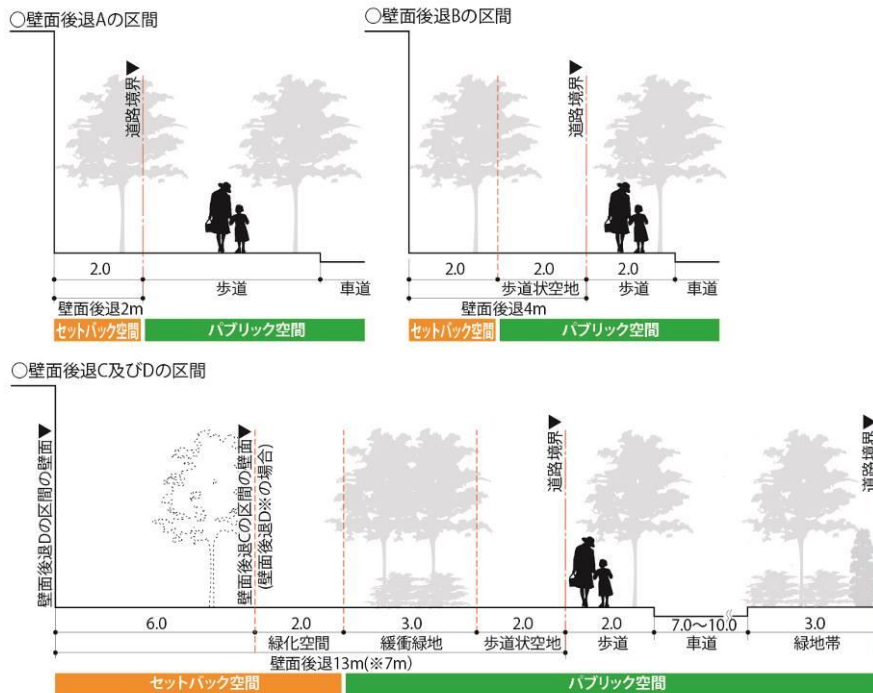 ○壁面後退Aの区間
▼道路境界
2.0
歩道
車道
壁面後退2m
セットバック空間
パブリック空間
○壁面後退Bの区間
▼道路境界
2.0
2.0
2.0
歩道状空地
歩道
車道
壁面後退4m
セットバック空間
パブリック空間
○壁面後退C及びDの区間
▼壁面後退Dの区間の壁面
▼壁面後退Cの区間の壁面
(壁面後退D※の場合)
▼道路境界
▼道路境界
6.0
2.0
3.0
2.0
2.0
7.0〜10.0
3.0
緑化空間
緩衝緑地
歩道状空地
歩道
車道
緑地帯
壁面後退13m(※7m)
セットバック空間
パブリック空間